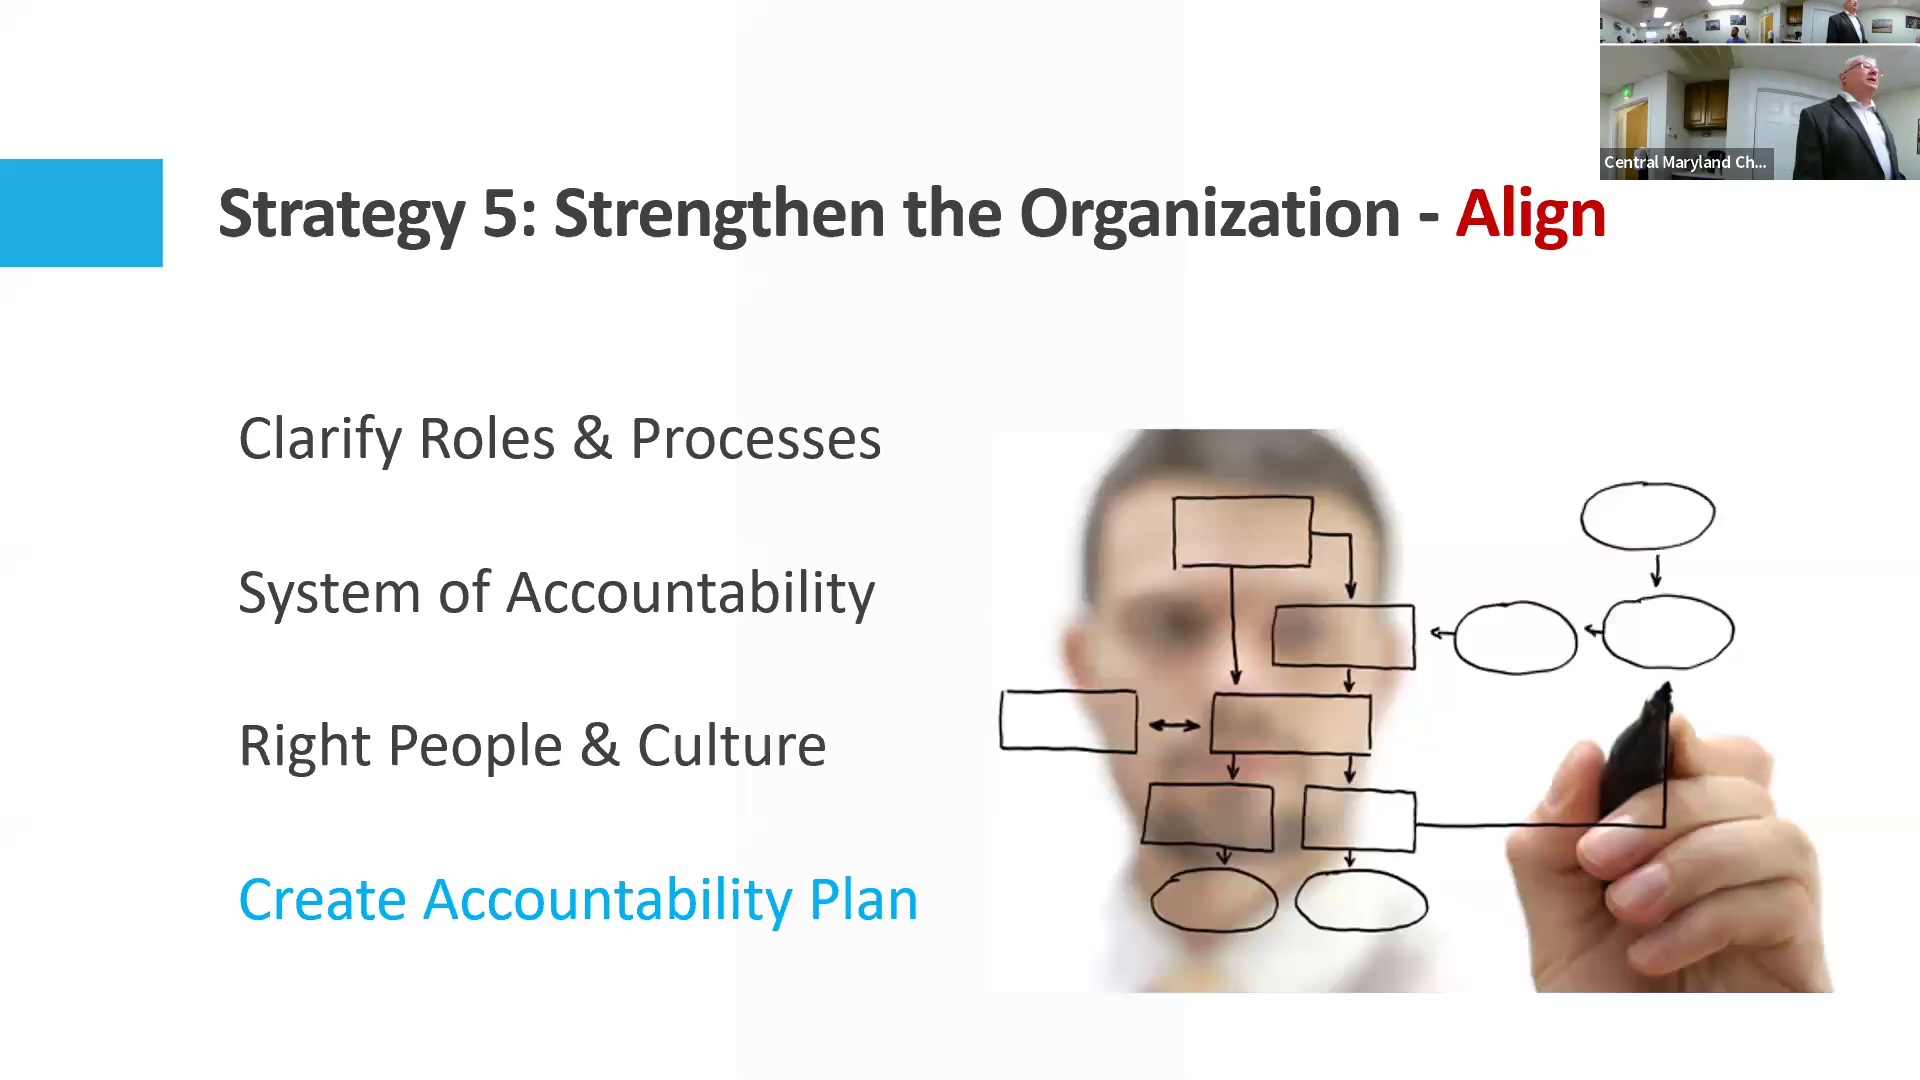 Central Maryland Ch...
Strategy 5: Strengthen the Organization - Align
Clarify Roles & Processes
System of Accountability
Right People & Culture
Create Accountability Plan